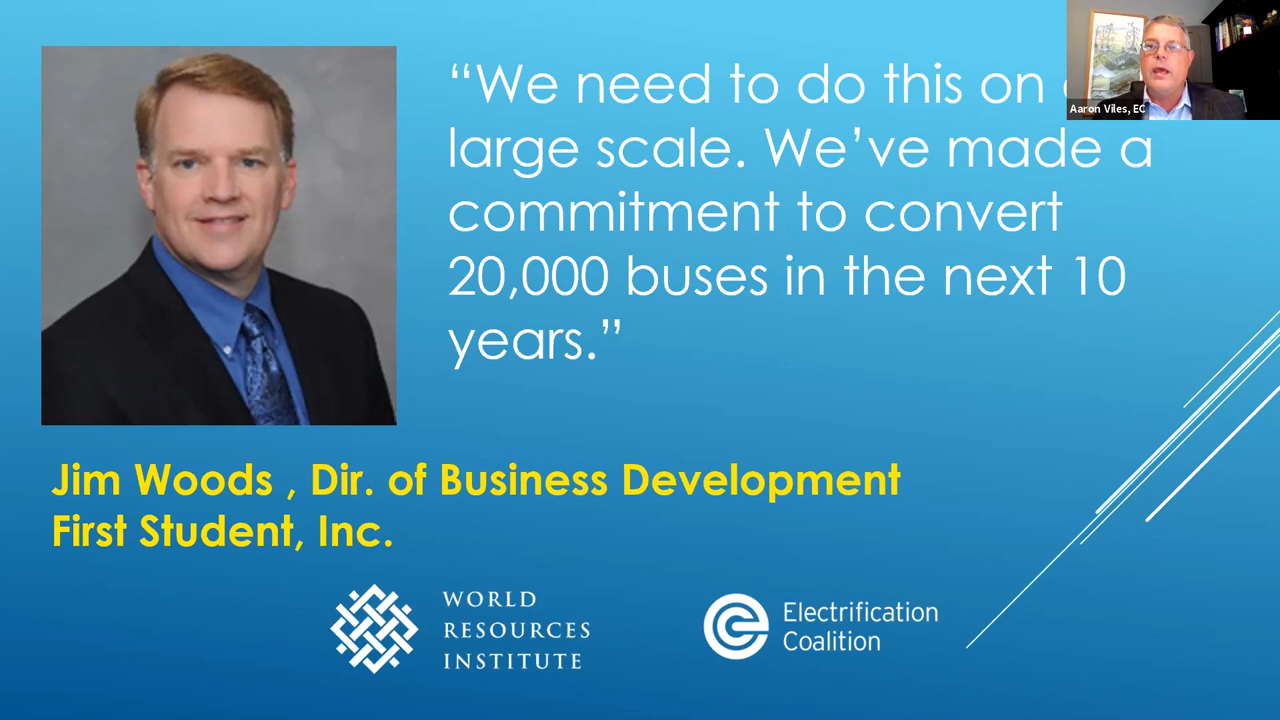 “We need to do this on
large scale. We’ve made a
commitment to convert
20,000 buses in the next 10
years.”
Aaron Viles, EC
Jim Woods , Dir. of Business Development
First Student, Inc.
WORLD
RESOURCES
INSTITUTE
Electrification
Coalition